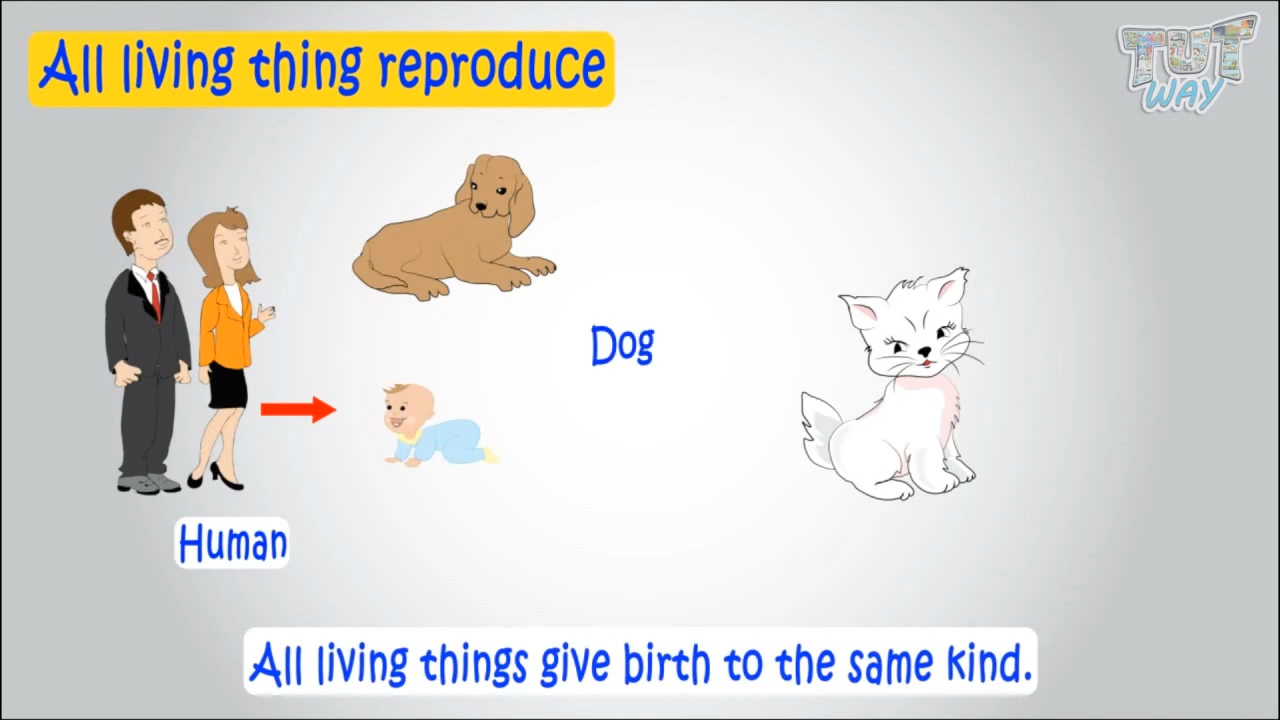 All living thing reproduce
TUT
WAY
Dog
Human
All living things give birth to the same kind.